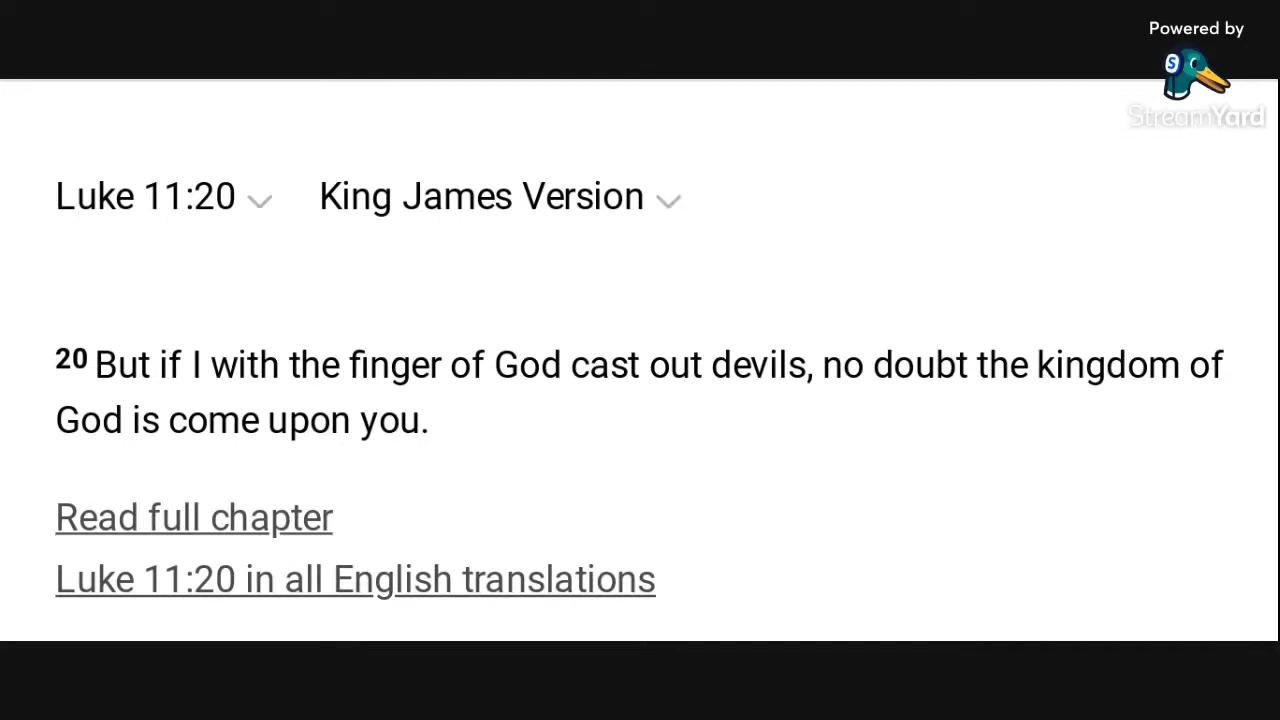 Powered by
S
StreamYard
Luke 11:20 King James Version
20 But if I with the finger of God cast out devils, no doubt the kingdom of
God is come upon you.
Read full chapter
Luke 11:20 in all English translations